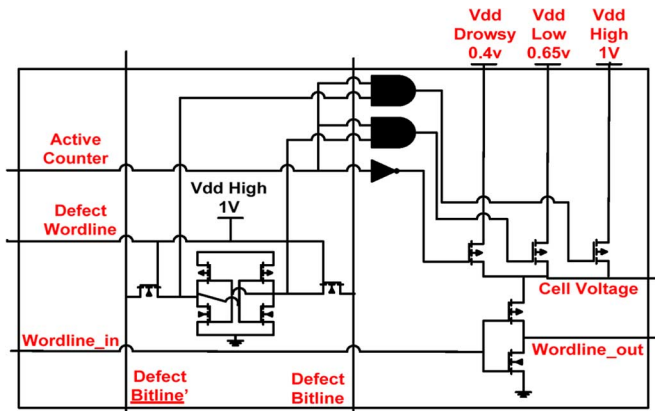 Vdd
Drowsy
0.4v
Vdd
Low
0.65v
Vdd
High
1V
Active
Counter
Vdd High
1V
Defect
Wordline
Cell Voltage
Wordline_in
Wordline_out
Defect
Bitline'
Defect
Bitline